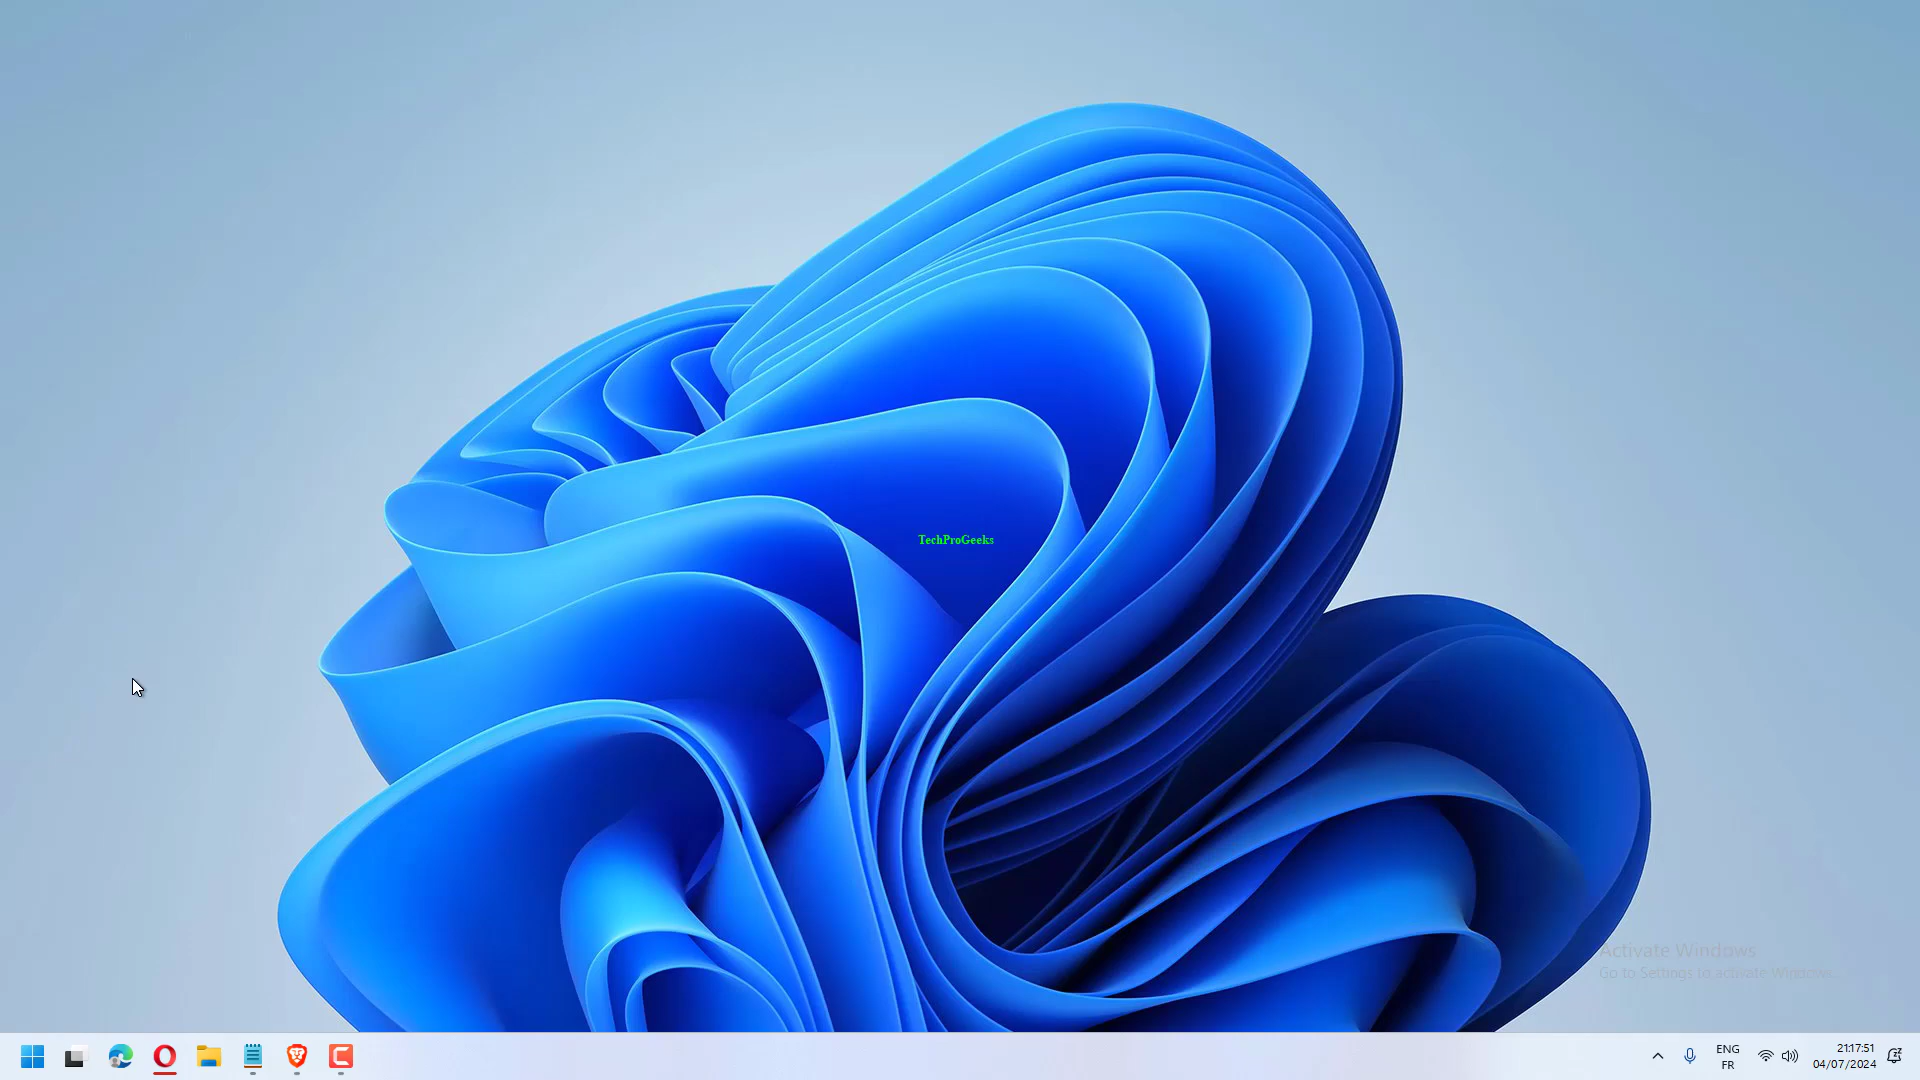 TechProGeeks
Activate Windows
Go to Settings to activate Windows.
ENG
FR
21:17:51
04/07/2024